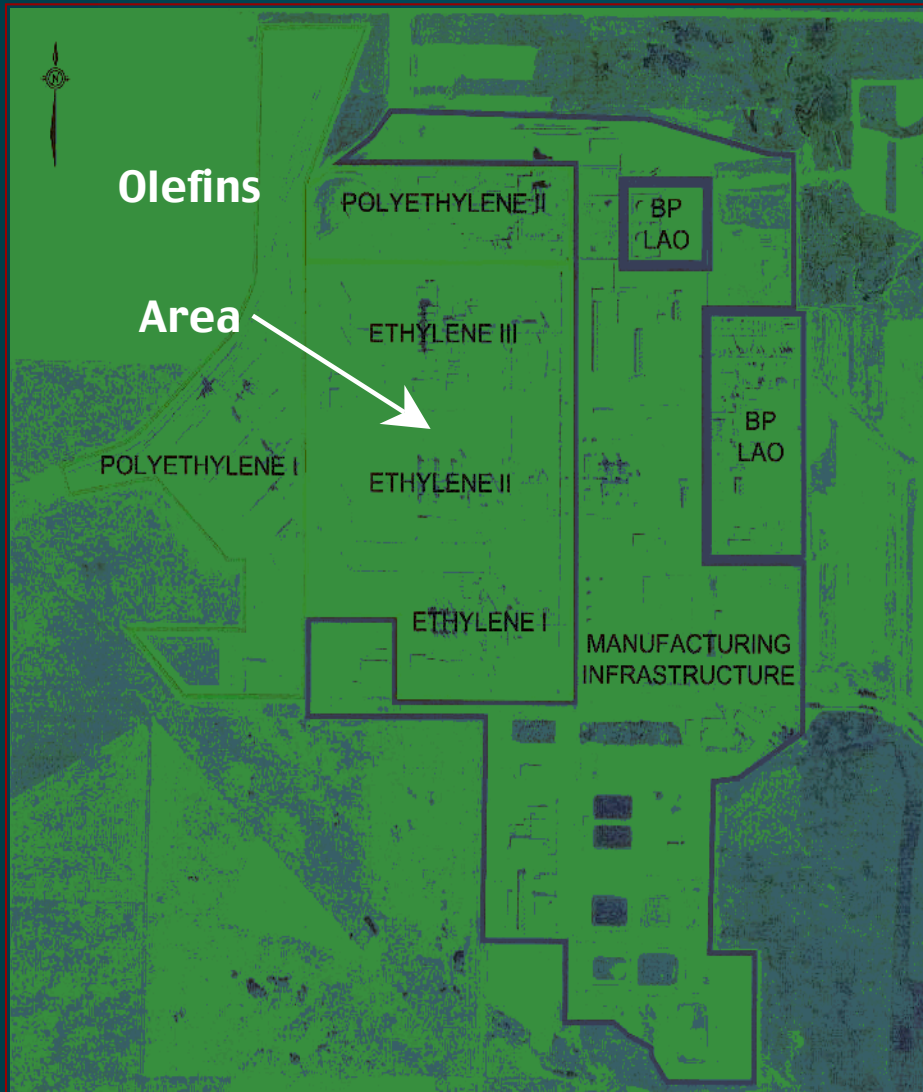 N
Olefins
POLYETHYLENE II
BP
LAO
Area
ETHYLENE III
BP
LAO
POLYETHYLENE I
ETHYLENE II
ETHYLENE I
MANUFACTURING
INFRASTRUCTURE